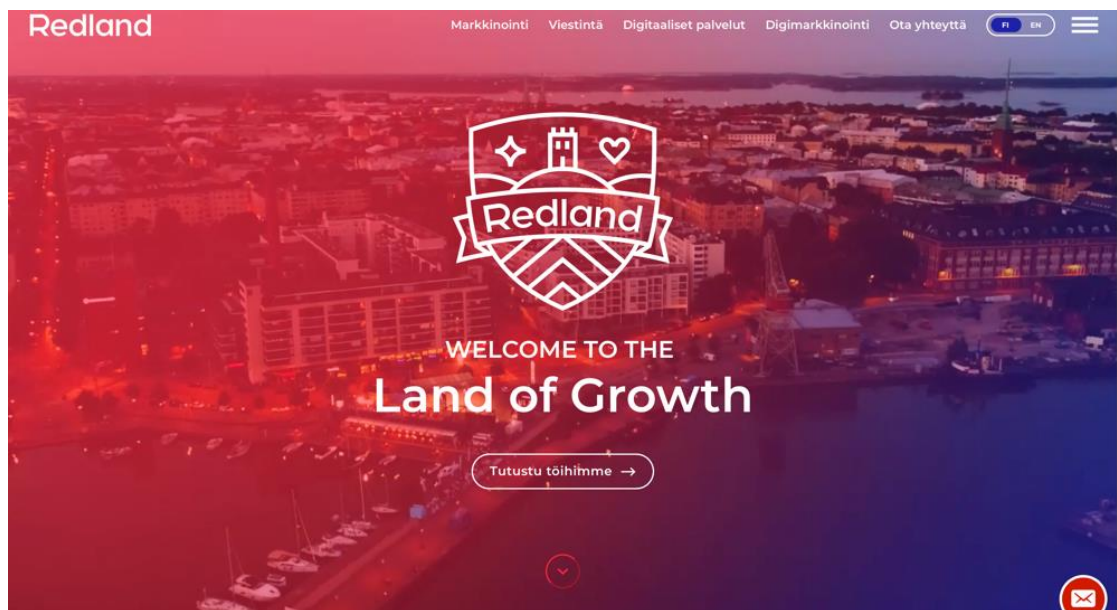 Redland
Markkinointi Viestintä Digitaaliset palvelut Digimarkkinointi Ota yhteyttä FI EN
Redland
WELCOME TO THE
Land of Growth
Tutustu töihimme →